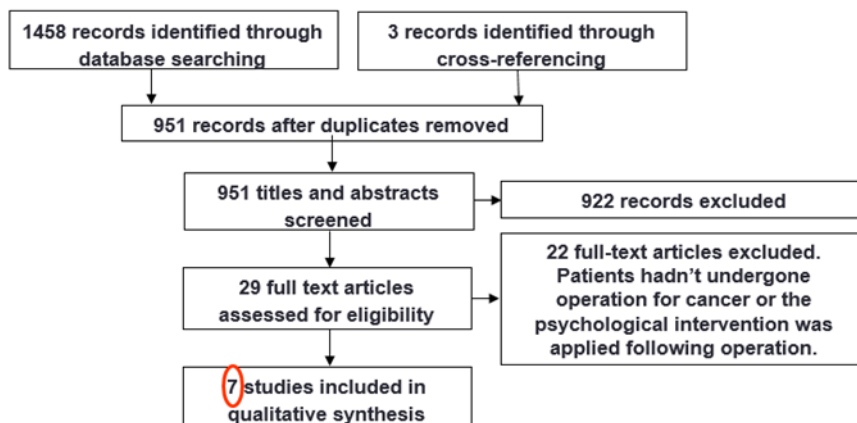 1458 records identified through
database searching
3 records identified through
cross-referencing
951 records after duplicates removed
951 titles and abstracts
screened
922 records excluded
29 full text articles
assessed for eligibility
22 full-text articles excluded.
Patients hadn't undergone
operation for cancer or the
psychological intervention was
applied following operation.
7 studies included in
qualitative synthesis